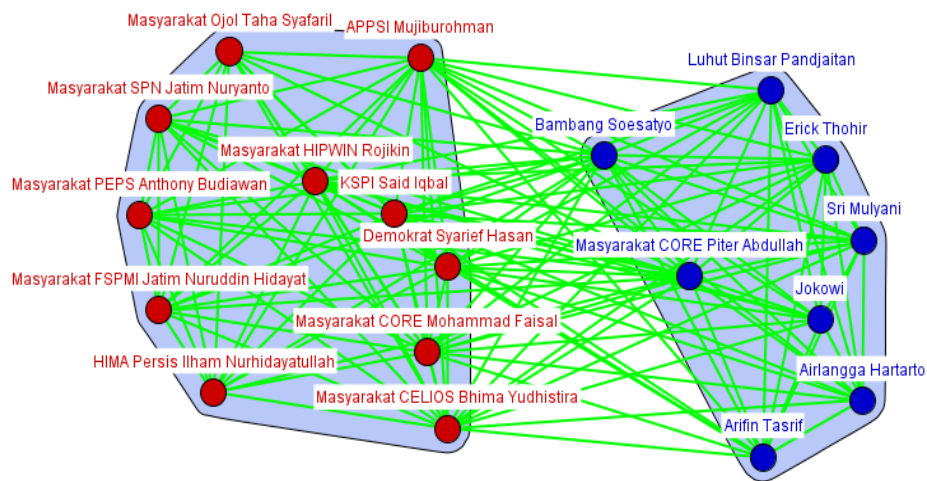 Masyarakat Ojol Taha Syafaril
APPSI Mujiburohman
Luhut Binsar Pandjaitan
Masyarakat SPN Jatim Nuryanto
Bambang Soesatyo
Erick Thohir
Masyarakat HIPWIN Rojikin
Masyarakat PEPS Anthony Budiawan
KSPI Said Iqbal
Sri Mulyani
Demokrat Syarief Hasan
Masyarakat CORE Piter Abdullah
Masyarakat FSPMI Jatim Nuruddin Hidayat
Jokowi
Masyarakat CORE Mohammad Faisal
HIMA Persis Ilham Nurhidayatullah
Airlangga Hartarto
Masyarakat CELIOS Bhima Yudhistira
Arifin Tasrif